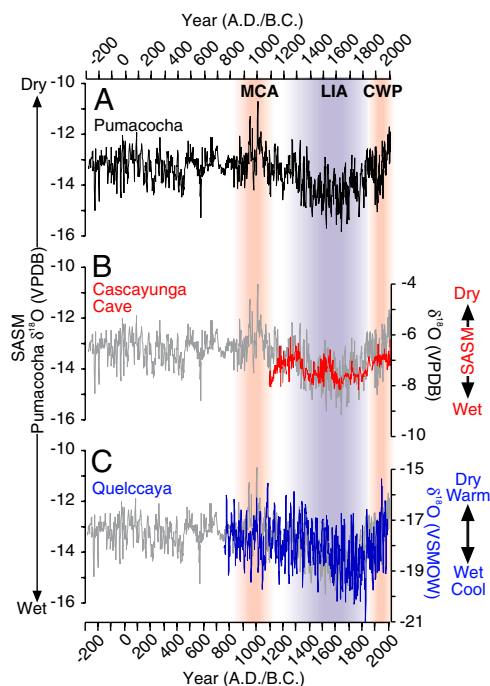 Year (A.D./B.C.)
-200 0 200 400 600 800 1000 1200 1400 1600 1800 2000
Dry
-10
-12
-14
-16
A
Pumacocha
MCA LIA CWP
SASM
Pumacocha δ18O (VPDB)
-10
-12
-14
-16
B
Cascayunga
Cave
-4
-6
-8
-10
δ18O (VPDB)
Dry
SASM
Wet
-10
-12
-14
-16
Wet
C
Quelccaya
-15
-17
-19
-21
δ18O (VSMOW)
Dry
Warm
Wet
Cool
-200 0 200 400 600 800 1000 1200 1400 1600 1800 2000
Year (A.D./B.C.)